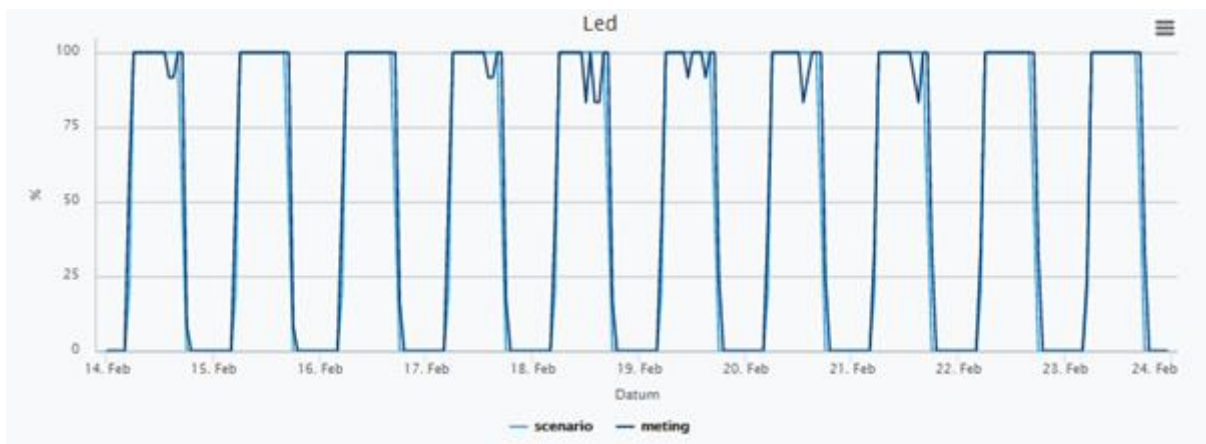 Led
100
75
50
25
0
%
14. Feb 15. Feb 16. Feb 17. Feb 18. Feb 19. Feb 20. Feb 21. Feb 22. Feb 23. Feb 24. Feb
Datum
scenario meting